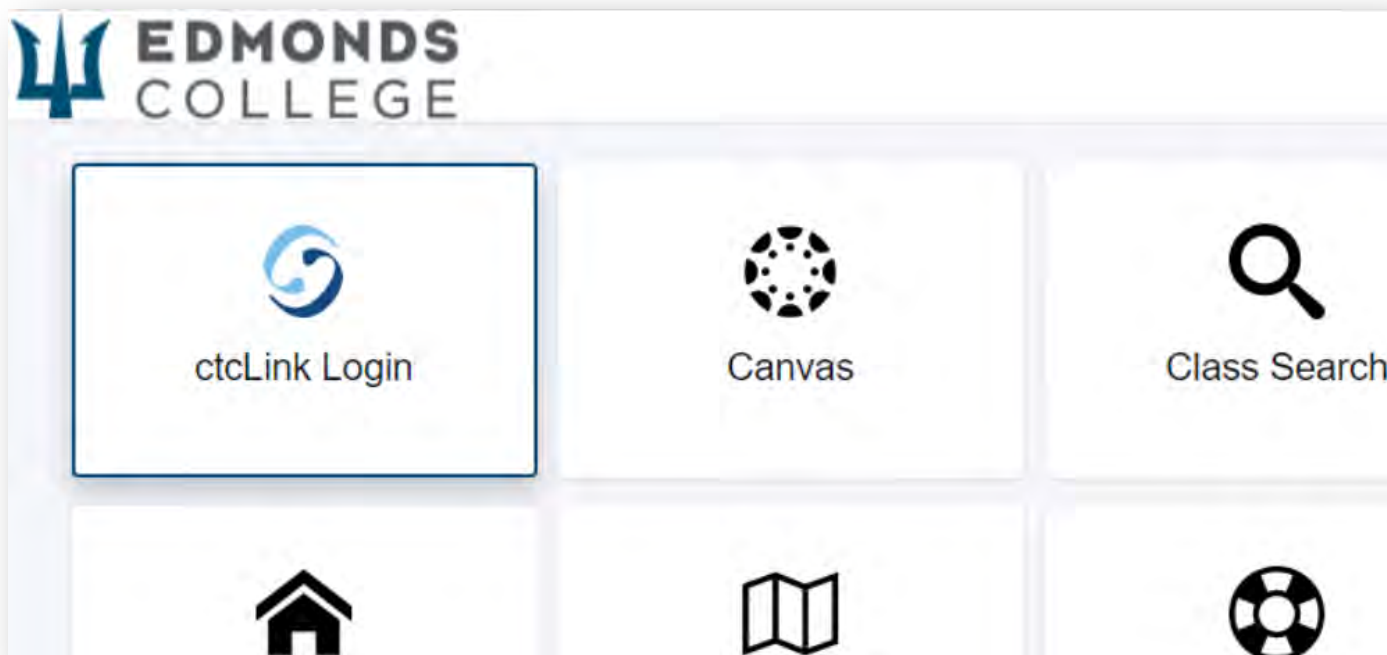 EDMONDS
COLLEGE
ctcLink Login
Canvas
Class Search